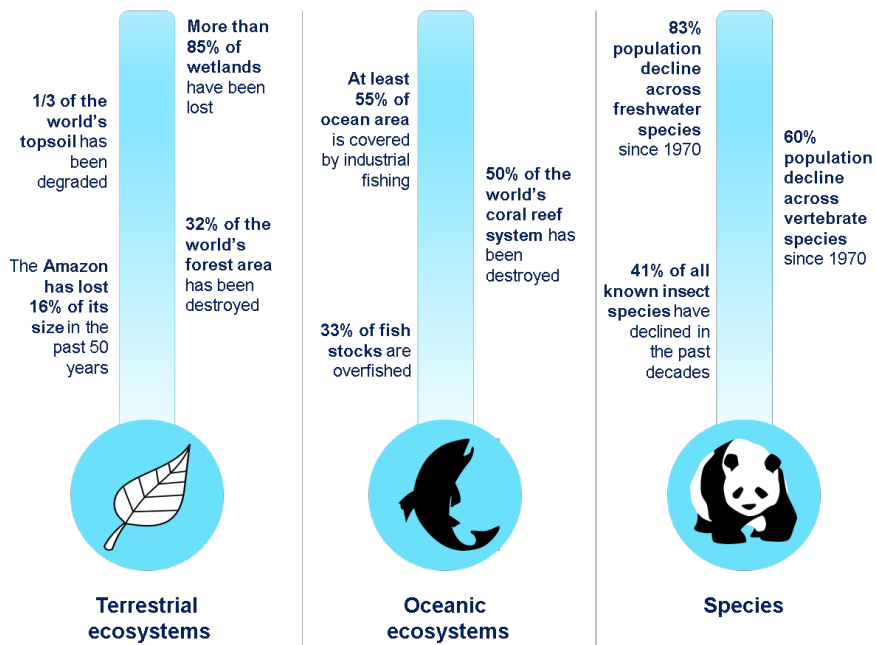 More than
85% of
wetlands
have been
lost
1/3 of the
world's
topsoil has
been
degraded
32% of the
world's
forest area
has been
destroyed
The Amazon
has lost
16% of its
size in the
past 50
years
Terrestrial
ecosystems
At least
55% of
ocean area
is covered
by industrial
fishing
50% of the
world's
coral reef
system has
been
destroyed
33% of fish
stocks are
overfished
Oceanic
ecosystems
83%
population
decline
across
freshwater
species
since 1970
60%
population
decline
across
vertebrate
species
since 1970
41% of all
known insect
species have
declined in
the past
decades
Species